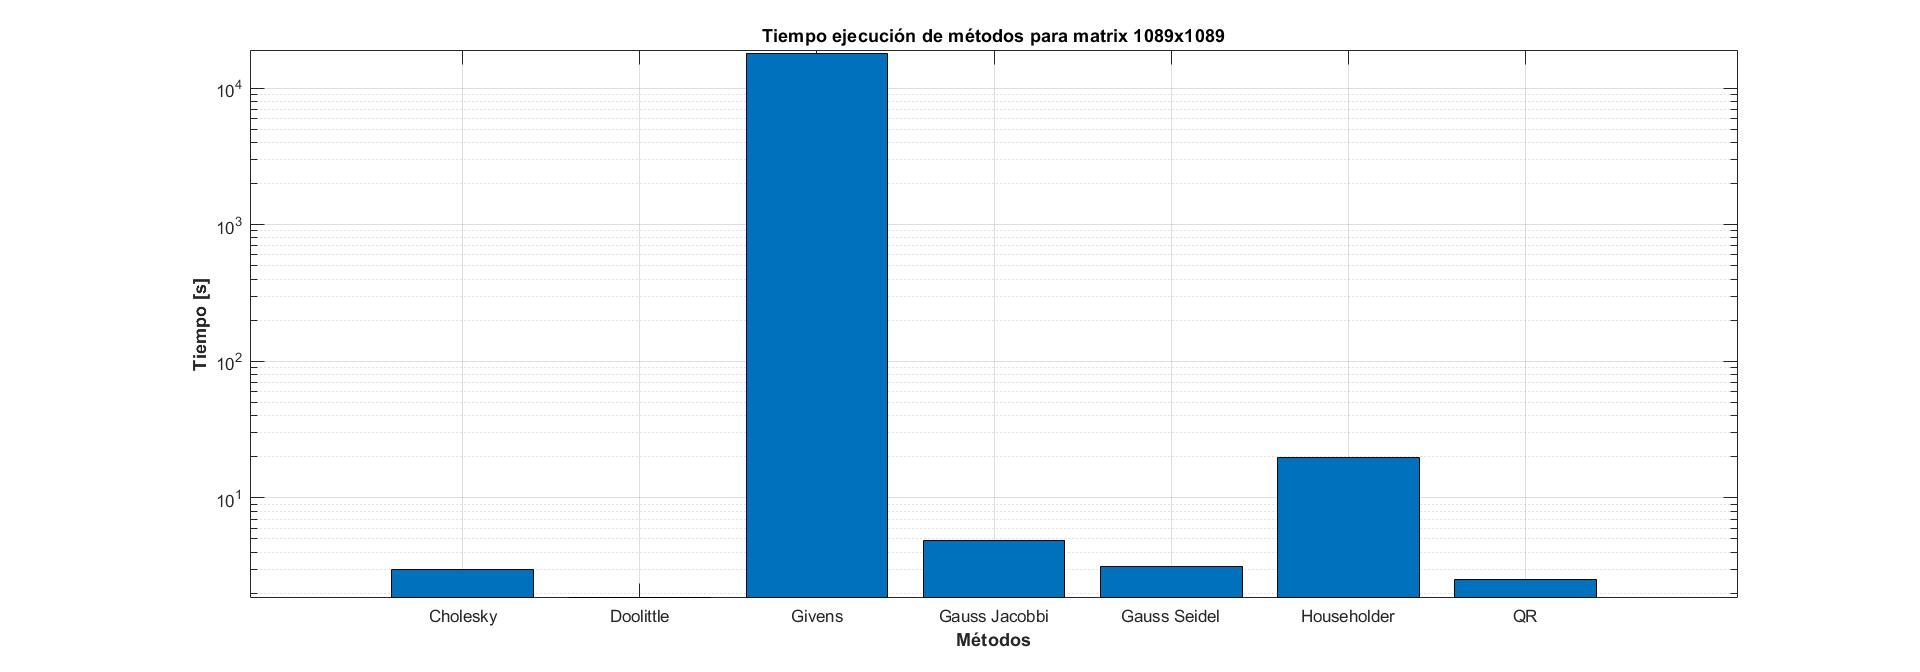 Tiempo ejecución de métodos para matrix 1089x1089
10^4
10^3
10^2
10^1
Tiempo [s]
Cholesky Doolittle Givens Gauss Jacobbi Gauss Seidel Householder QR
Métodos